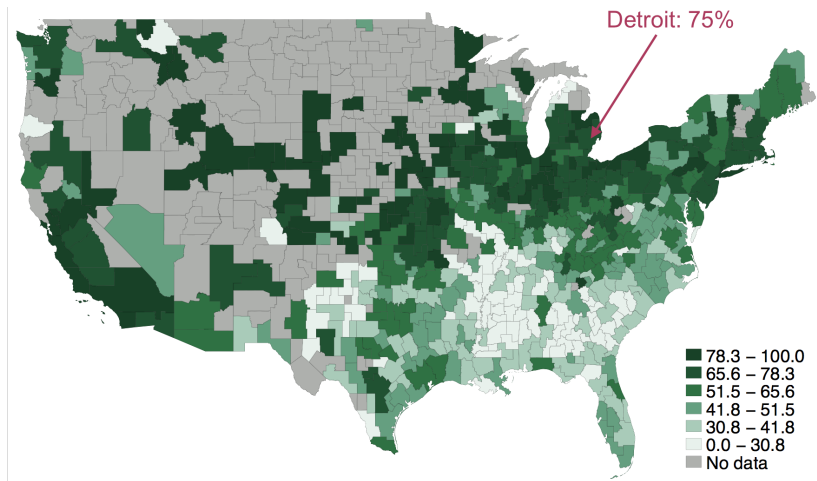 Detroit: 75%
78.3 – 100.0
65.6 – 78.3
51.5 – 65.6
41.8 – 51.5
30.8 – 41.8
0.0 – 30.8
No data